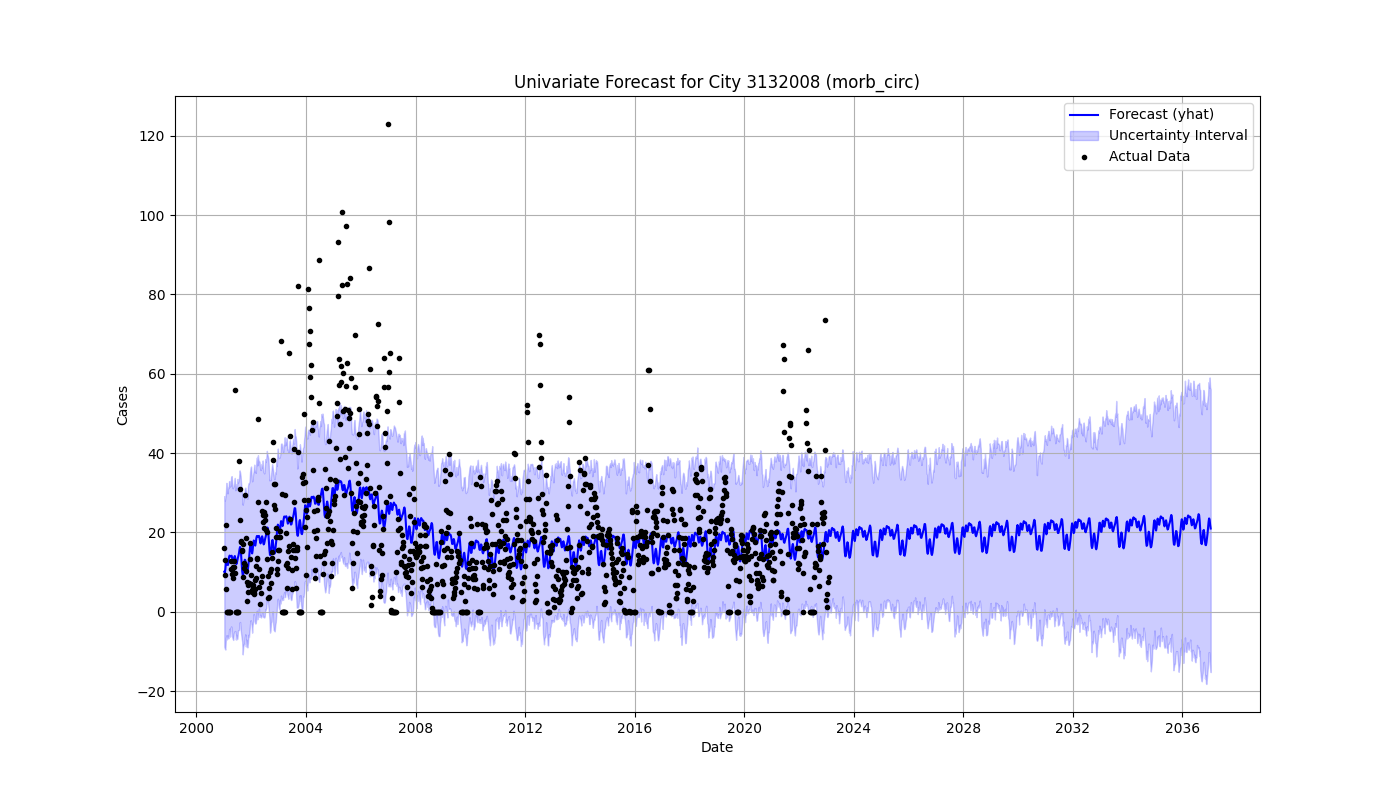 Univariate Forecast for City 3132008 (morb_circ)
Forecast (yhat)
Uncertainty Interval
Actual Data
Cases
120
100
80
60
40
20
0
−20
2000 2004 2008 2012 2016 2020 2024 2028 2032 2036
Date